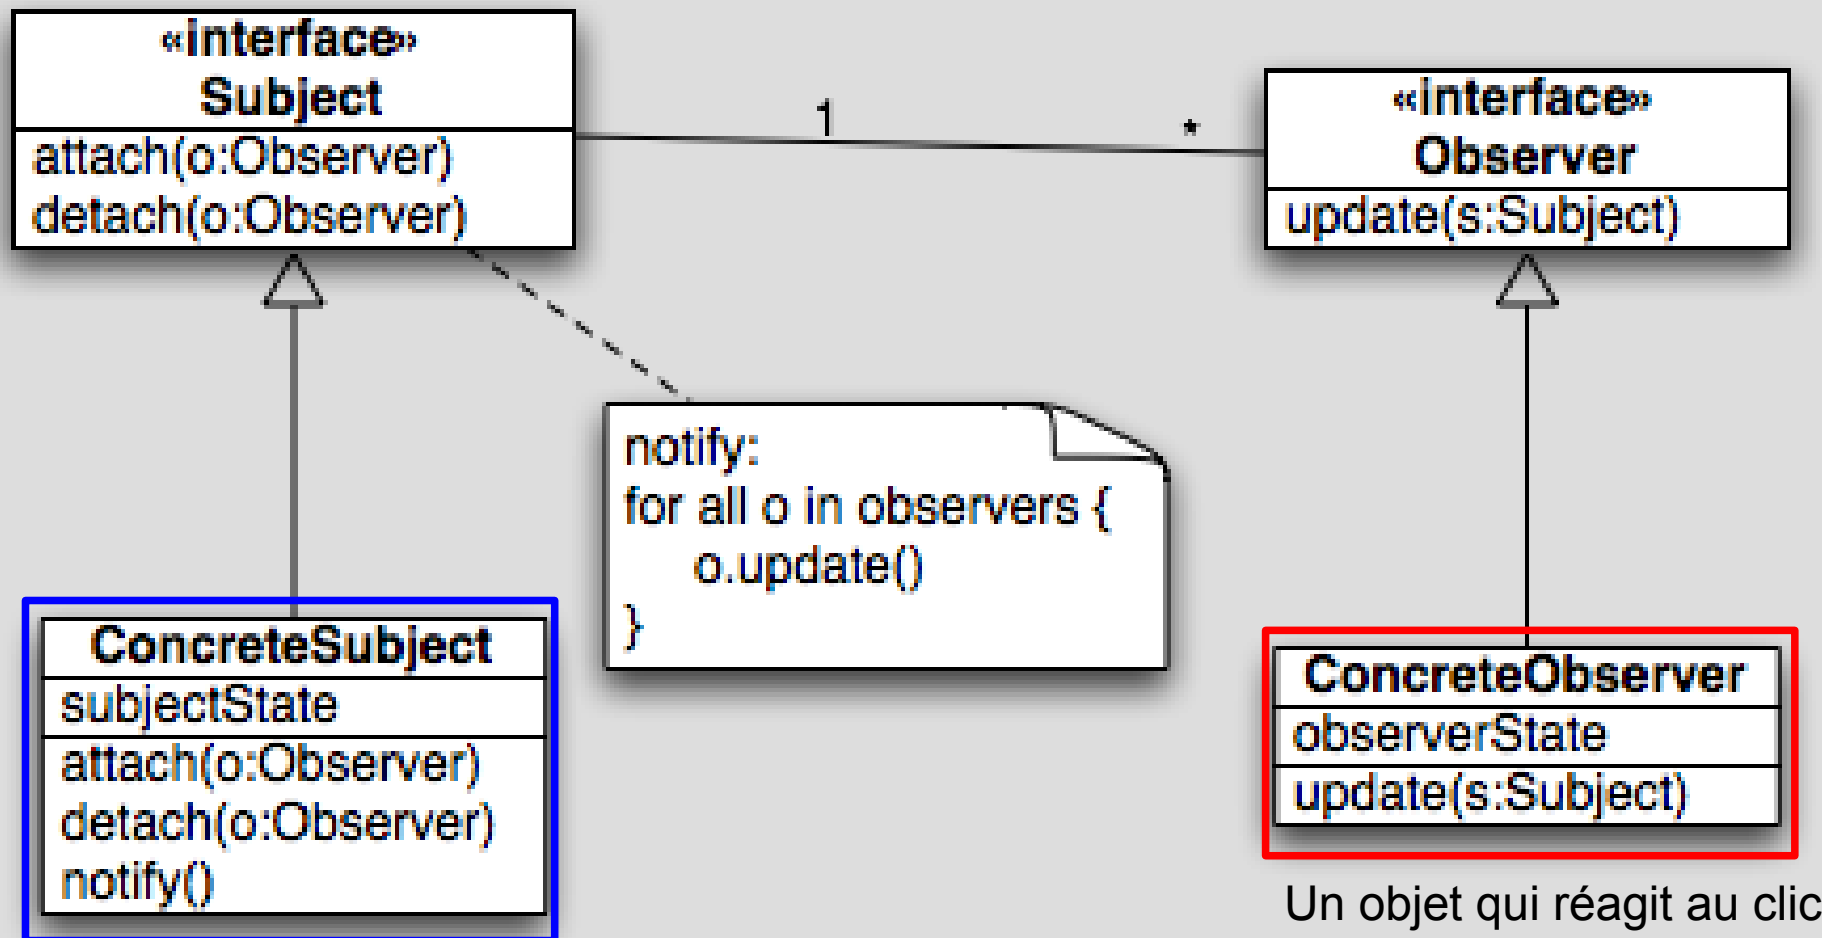 «interface»
Subject
attach(o:Observer)
detach(o:Observer)
1
*
«interface»
Observer
update(s:Subject)
notify:
for all o in observers {
o.update()
}
ConcreteSubject
subjectState
attach(o:Observer)
detach(o:Observer)
notify()
ConcreteObserver
observerState
update(s:Subject)
Un objet qui réagit au clic